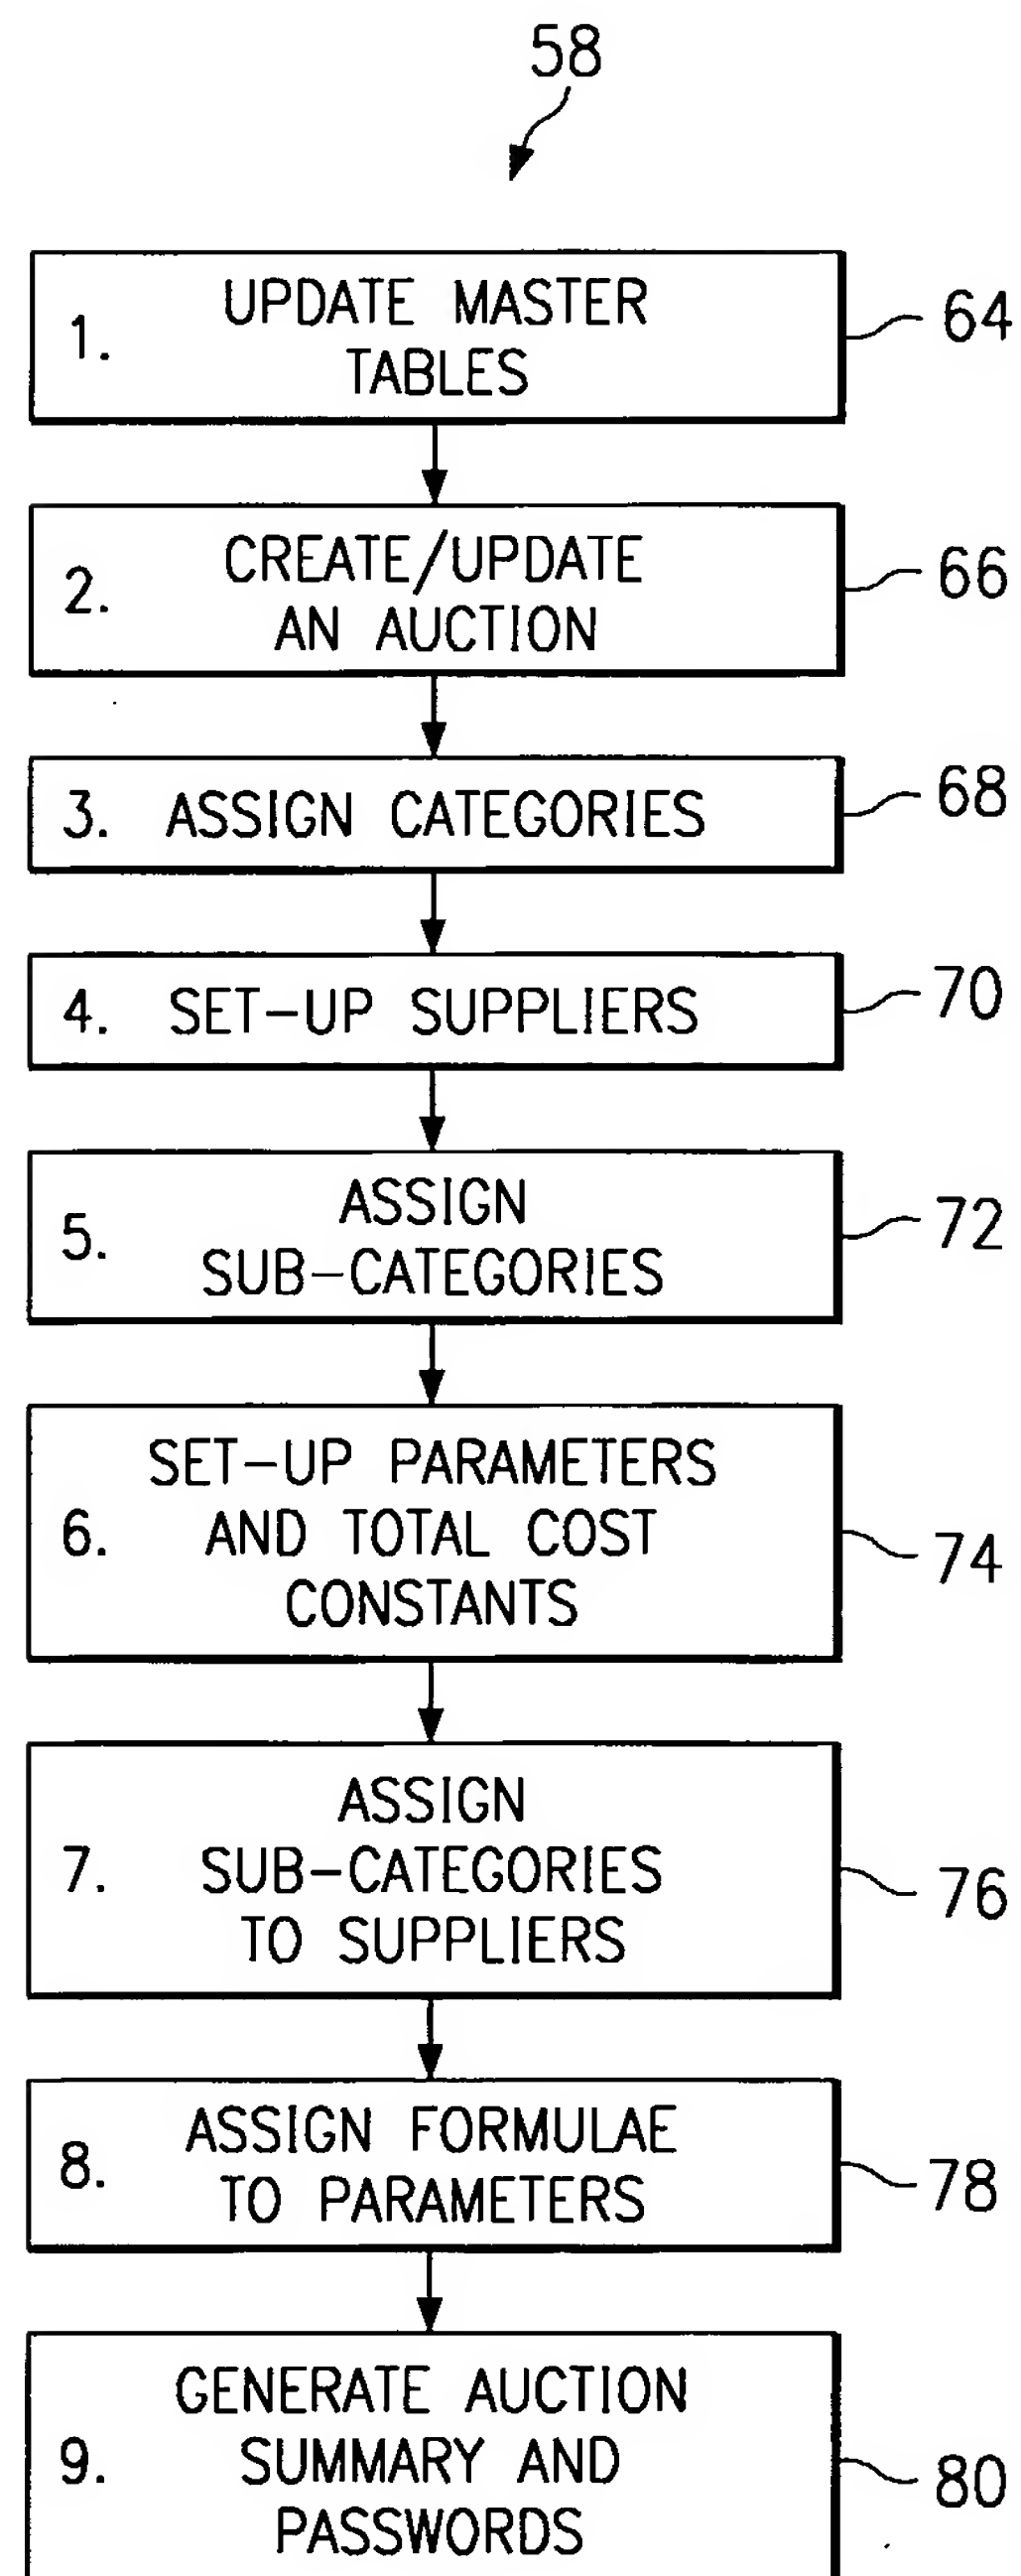 58
UPDATE MASTER
1.
TABLES
64
CREATE/UPDATE
2.
AN AUCTION
66
3. ASSIGN CATEGORIES
68
4. SET-UP SUPPLIERS
70
ASSIGN
5.
SUB-CATEGORIES
72
SET-UP PARAMETERS
6. AND TOTAL COST
CONSTANTS
74
ASSIGN
7. SUB-CATEGORIES
TO SUPPLIERS
76
ASSIGN FORMULAE
8.
TO PARAMETERS
78
GENERATE AUCTION
9. SUMMARY AND
PASSWORDS
80